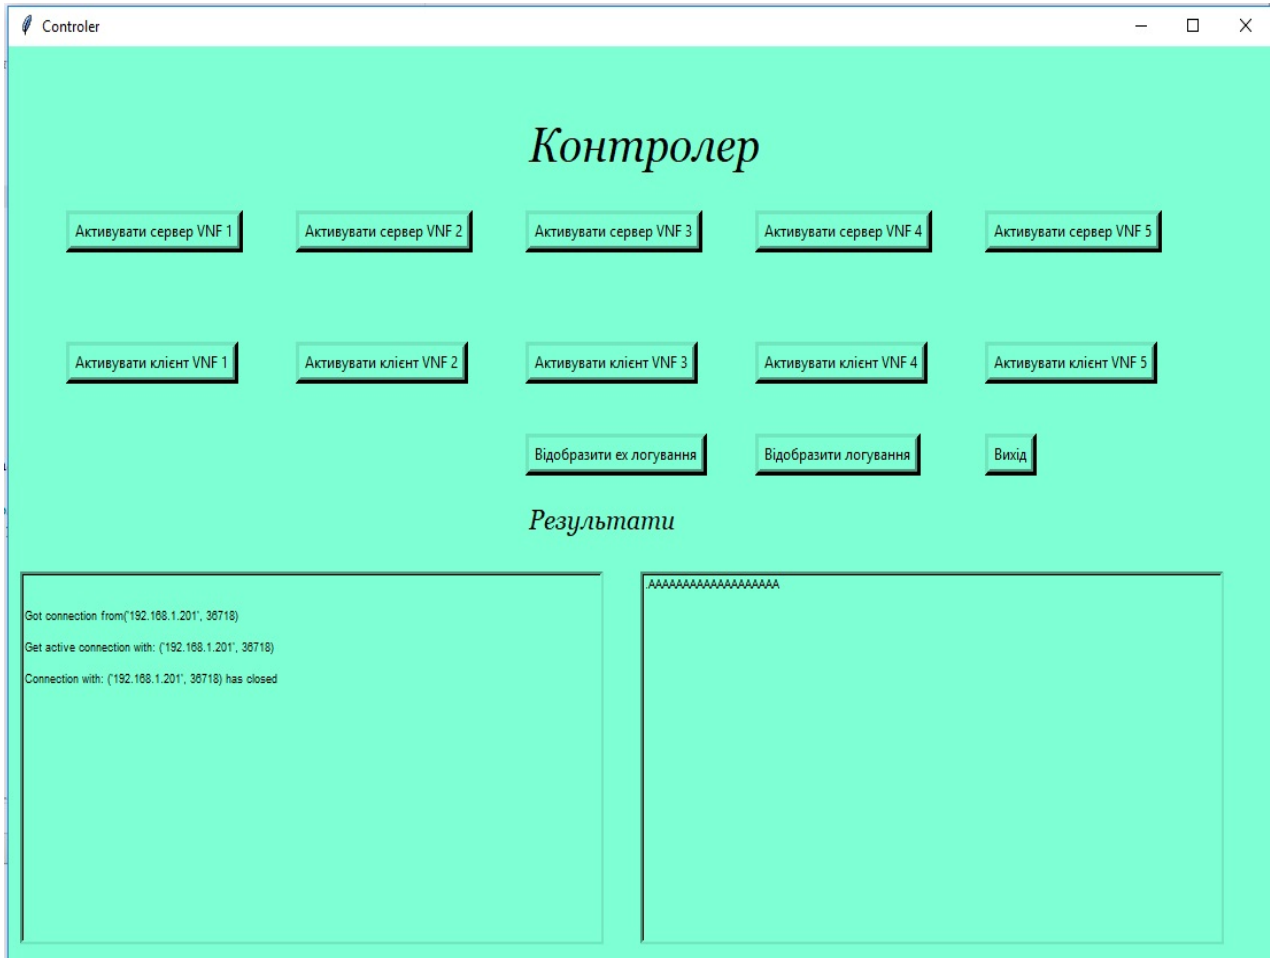 Controler
Контролер
Активувати сервер VNF 1
Активувати сервер VNF 2
Активувати сервер VNF 3
Активувати сервер VNF 4
Активувати сервер VNF 5
Активувати клієнт VNF 1
Активувати клієнт VNF 2
Активувати клієнт VNF 3
Активувати клієнт VNF 4
Активувати клієнт VNF 5
Відобразити ех логування
Відобразити логування
Вихід
Результати
Got connection from('192.168.1.201', 36718)
Get active connection with: ('192.168.1.201', 36718)
Connection with: ('192.168.1.201', 36718) has closed
.AAAAAAAAAAAAAAAAAAA